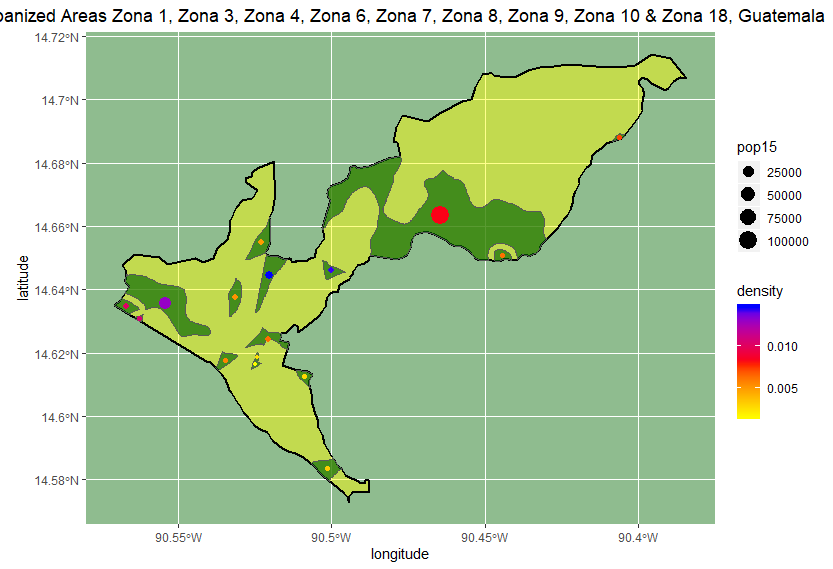 banized Areas Zona 1, Zona 3, Zona 4, Zona 6, Zona 7, Zona 8, Zona 9, Zona 10 & Zona 18, Guatemala
14.72°N
14.7°N
14.68°N
14.66°N
14.64°N
14.62°N
14.6°N
14.58°N
latitude
90.55°W
90.5°W
90.45°W
90.4°W
longitude
pop15
25000
50000
75000
100000
density
0.010
0.005